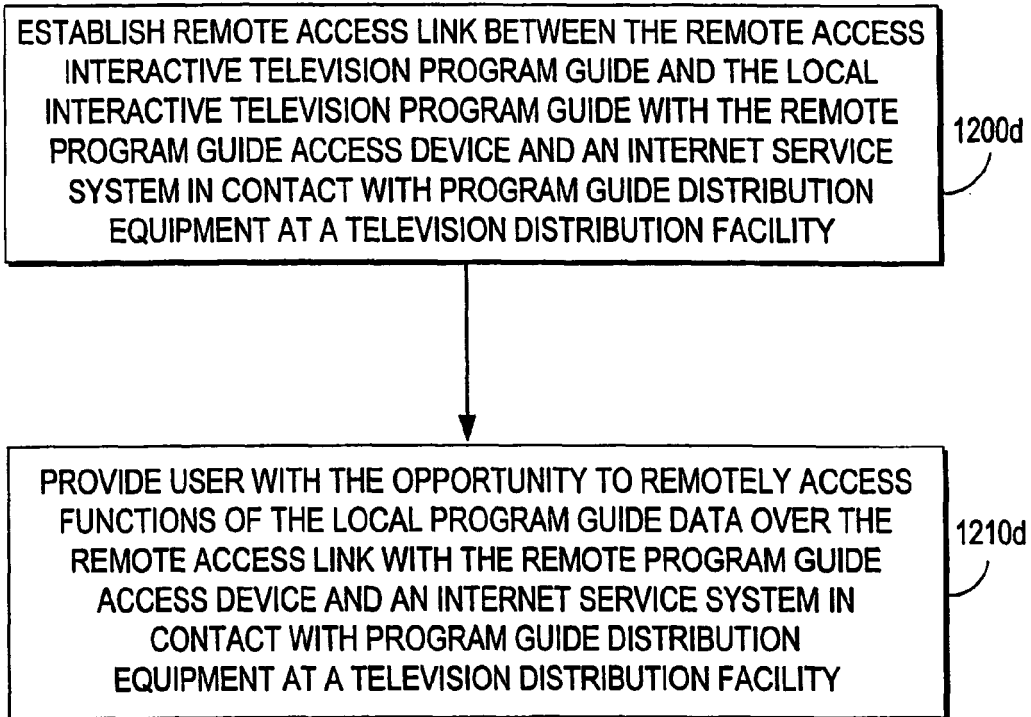 ESTABLISH REMOTE ACCESS LINK BETWEEN THE REMOTE ACCESS
INTERACTIVE TELEVISION PROGRAM GUIDE AND THE LOCAL
INTERACTIVE TELEVISION PROGRAM GUIDE WITH THE REMOTE
PROGRAM GUIDE ACCESS DEVICE AND AN INTERNET SERVICE
SYSTEM IN CONTACT WITH PROGRAM GUIDE DISTRIBUTION
EQUIPMENT AT A TELEVISION DISTRIBUTION FACILITY
1200d
PROVIDE USER WITH THE OPPORTUNITY TO REMOTELY ACCESS
FUNCTIONS OF THE LOCAL PROGRAM GUIDE DATA OVER THE
REMOTE ACCESS LINK WITH THE REMOTE PROGRAM GUIDE
ACCESS DEVICE AND AN INTERNET SERVICE SYSTEM IN
CONTACT WITH PROGRAM GUIDE DISTRIBUTION
EQUIPMENT AT A TELEVISION DISTRIBUTION FACILITY
1210d